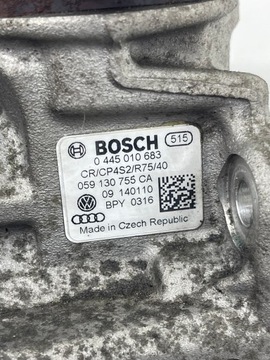 BOSCH 515
0 445 010 683
CR/CP4S2/R75/40
059 130 755 CA
09 140110
BPY 0316
Made in Czech Republic